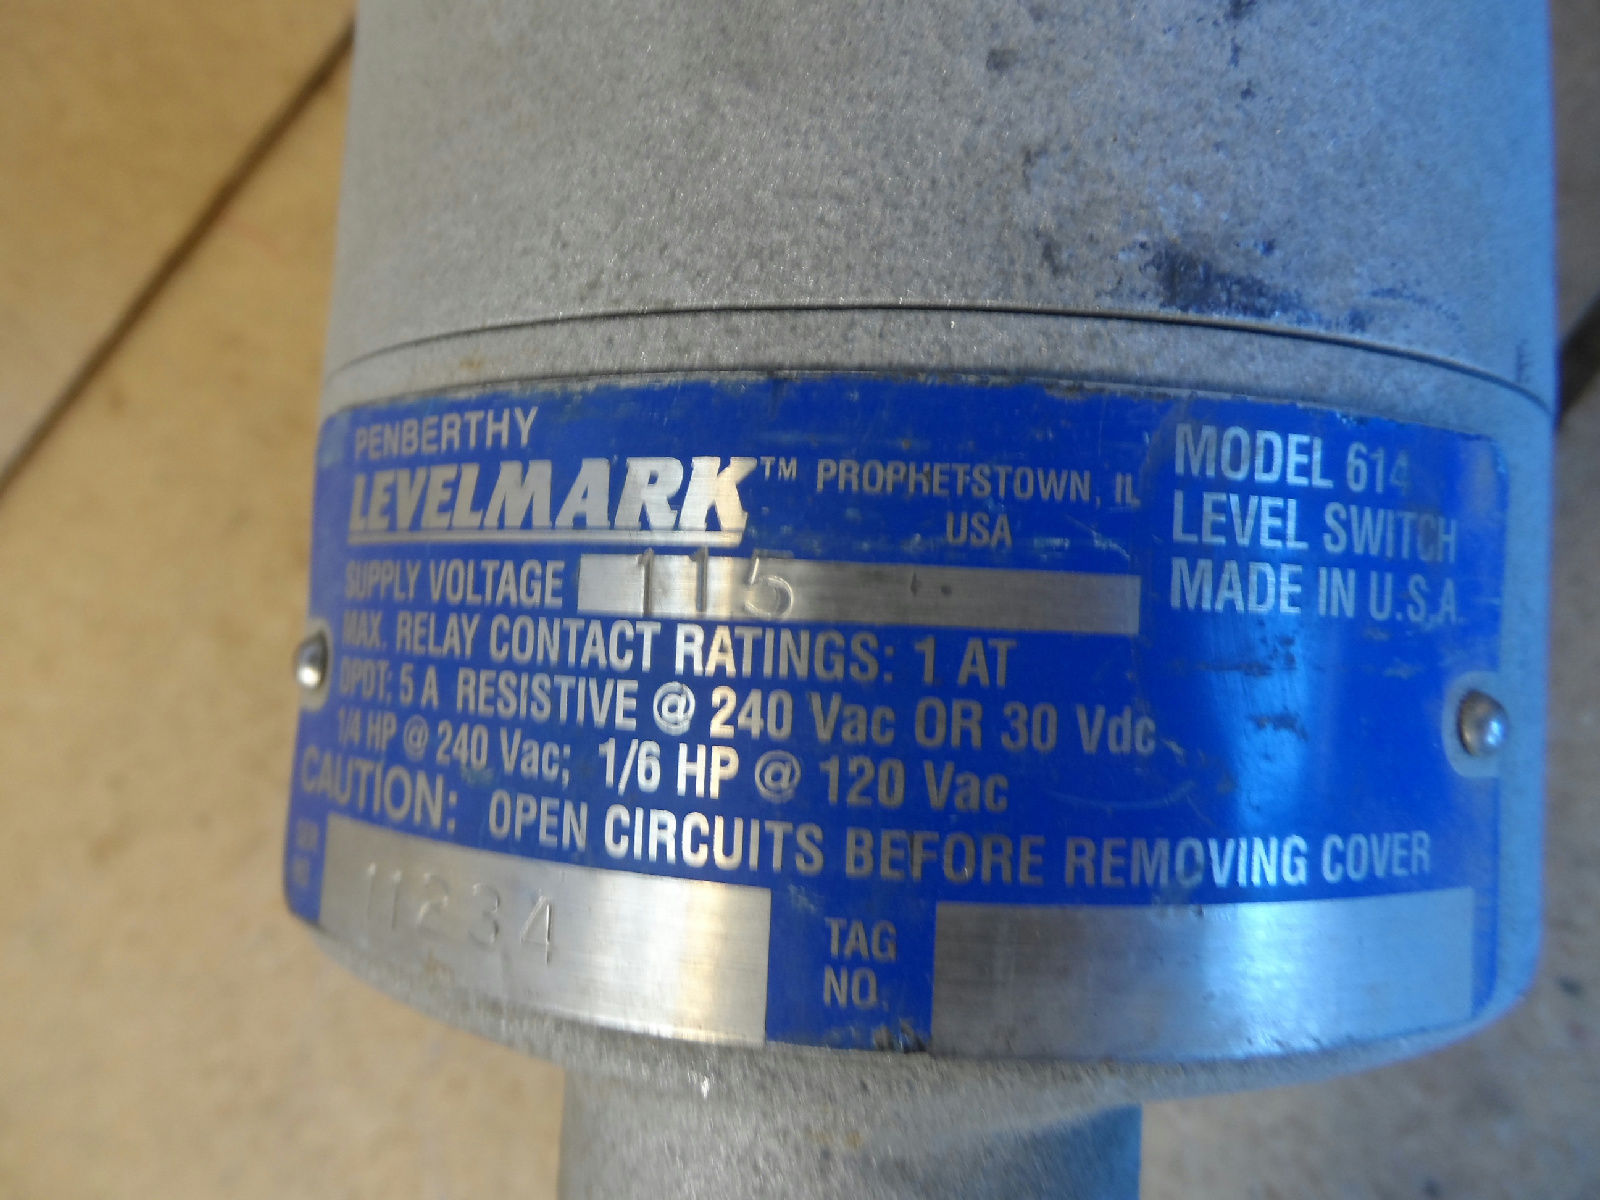 PENBERTHY
LEVELMARK™ PROPHETSTOWN, IL
USA
MODEL 614
LEVEL SWITCH
MADE IN U.S.A.
SUPPLY VOLTAGE 115
MAX. RELAY CONTACT RATINGS: 1 AT
DPDT: 5 A RESISTIVE @ 240 Vac OR 30 Vdc
1/4 HP @ 240 Vac; 1/6 HP @ 120 Vac
CAUTION: OPEN CIRCUITS BEFORE REMOVING COVER
SER
NO.
11234
TAG
NO.